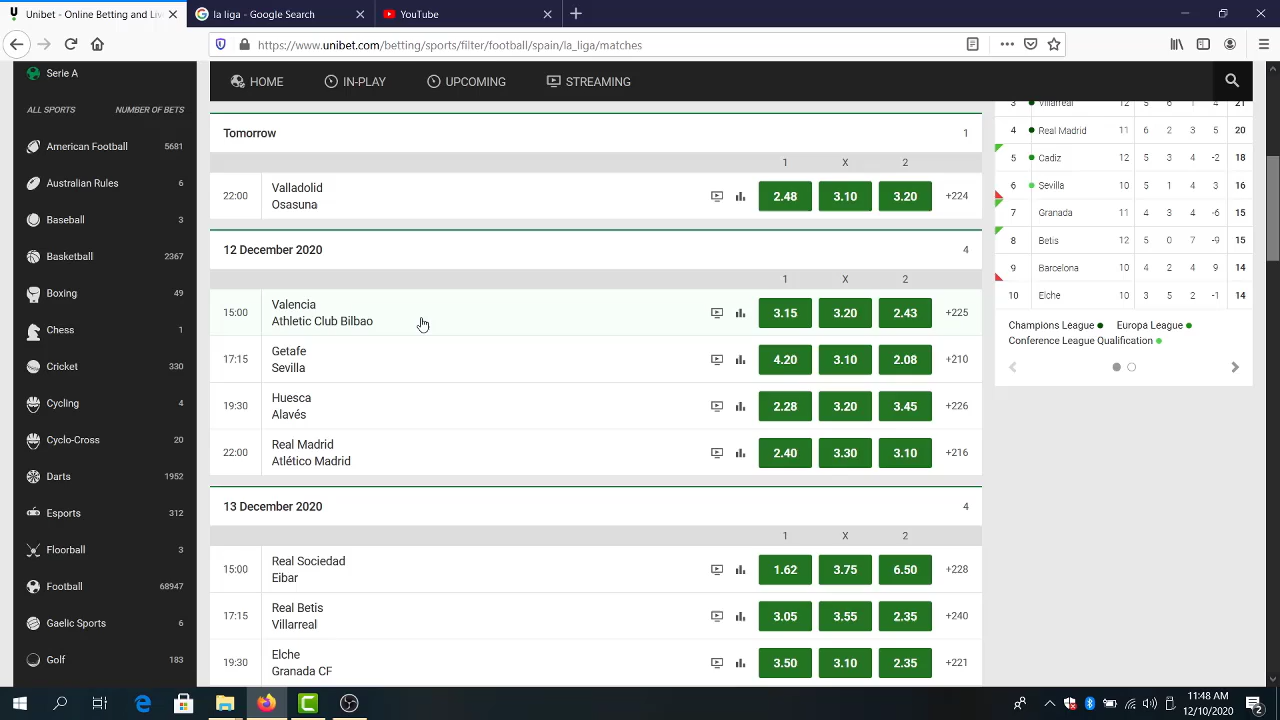 Unibet - Online Betting and Liv
la liga - Google Search
YouTube
https://www.unibet.com/betting/sports/filter/football/spain/la_liga/matches
Serie A
ALL SPORTS NUMBER OF BETS
American Football 5681
Australian Rules 6
Baseball 3
Basketball 2367
Boxing 49
Chess 1
Cricket 330
Cycling 4
Cyclo-Cross 20
Darts 1952
Esports 312
Floorball 3
Football 68947
Gaelic Sports 6
Golf 183
HOME IN-PLAY UPCOMING STREAMING
Tomorrow 1
1 X 2
22:00 Valladolid
Osasuna
2.48 3.10 3.20 +224
12 December 2020 4
1 X 2
15:00 Valencia
Athletic Club Bilbao
3.15 3.20 2.43 +225
17:15 Getafe
Sevilla
4.20 3.10 2.08 +210
19:30 Huesca
Alavés
2.28 3.20 3.45 +226
22:00 Real Madrid
Atlético Madrid
2.40 3.30 3.10 +216
13 December 2020 4
1 X 2
15:00 Real Sociedad
Eibar
1.62 3.75 6.50 +228
17:15 Real Betis
Villarreal
3.05 3.55 2.35 +240
19:30 Elche
Granada CF
3.50 3.10 2.35 +221
3 Villarreal 12 5 6 1 4 21
4 Real Madrid 11 6 2 3 5 20
5 Cadiz 12 5 3 4 -2 18
6 Sevilla 10 5 1 4 3 16
7 Granada 11 4 3 4 -6 15
8 Betis 12 5 0 7 -9 15
9 Barcelona 10 4 2 4 9 14
10 Elche 10 3 5 2 -1 14
Champions League Europa League
Conference League Qualification
11:48 AM
12/10/2020
2